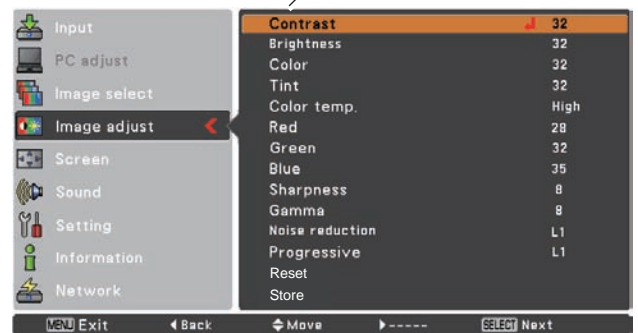 Input
PC adjust
Image select
Image adjust
Screen
Sound
Setting
Information
Network
Contrast 32
Brightness 32
Color 32
Tint 32
Color temp. High
Red 28
Green 32
Blue 35
Sharpness 8
Gamma 8
Noise reduction L1
Progressive L1
Reset
Store
MENU Exit Back Move ----- SELECT Next